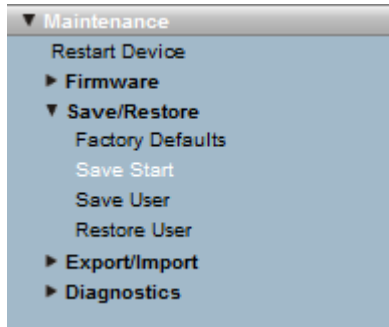 Maintenance
Restart Device
Firmware
Save/Restore
Factory Defaults
Save Start
Save User
Restore User
Export/Import
Diagnostics